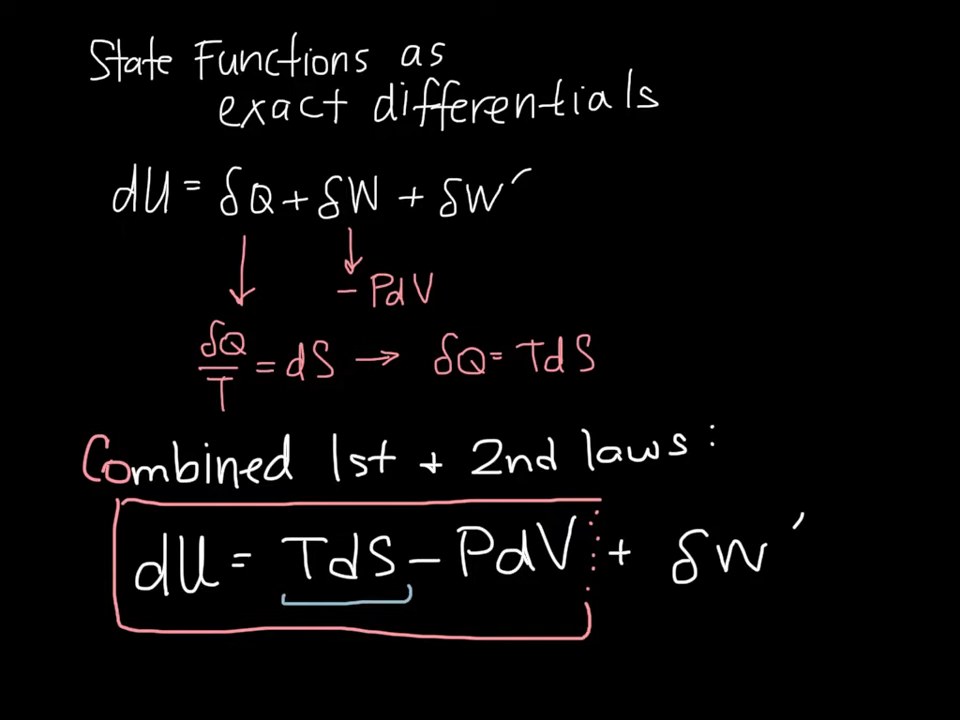 State Functions as
exact differentials
dU = δQ + δW + δW′
– PdV
δQ/T = dS → δQ = TdS
Combined 1st + 2nd laws:
dU = TdS – PdV + δW′